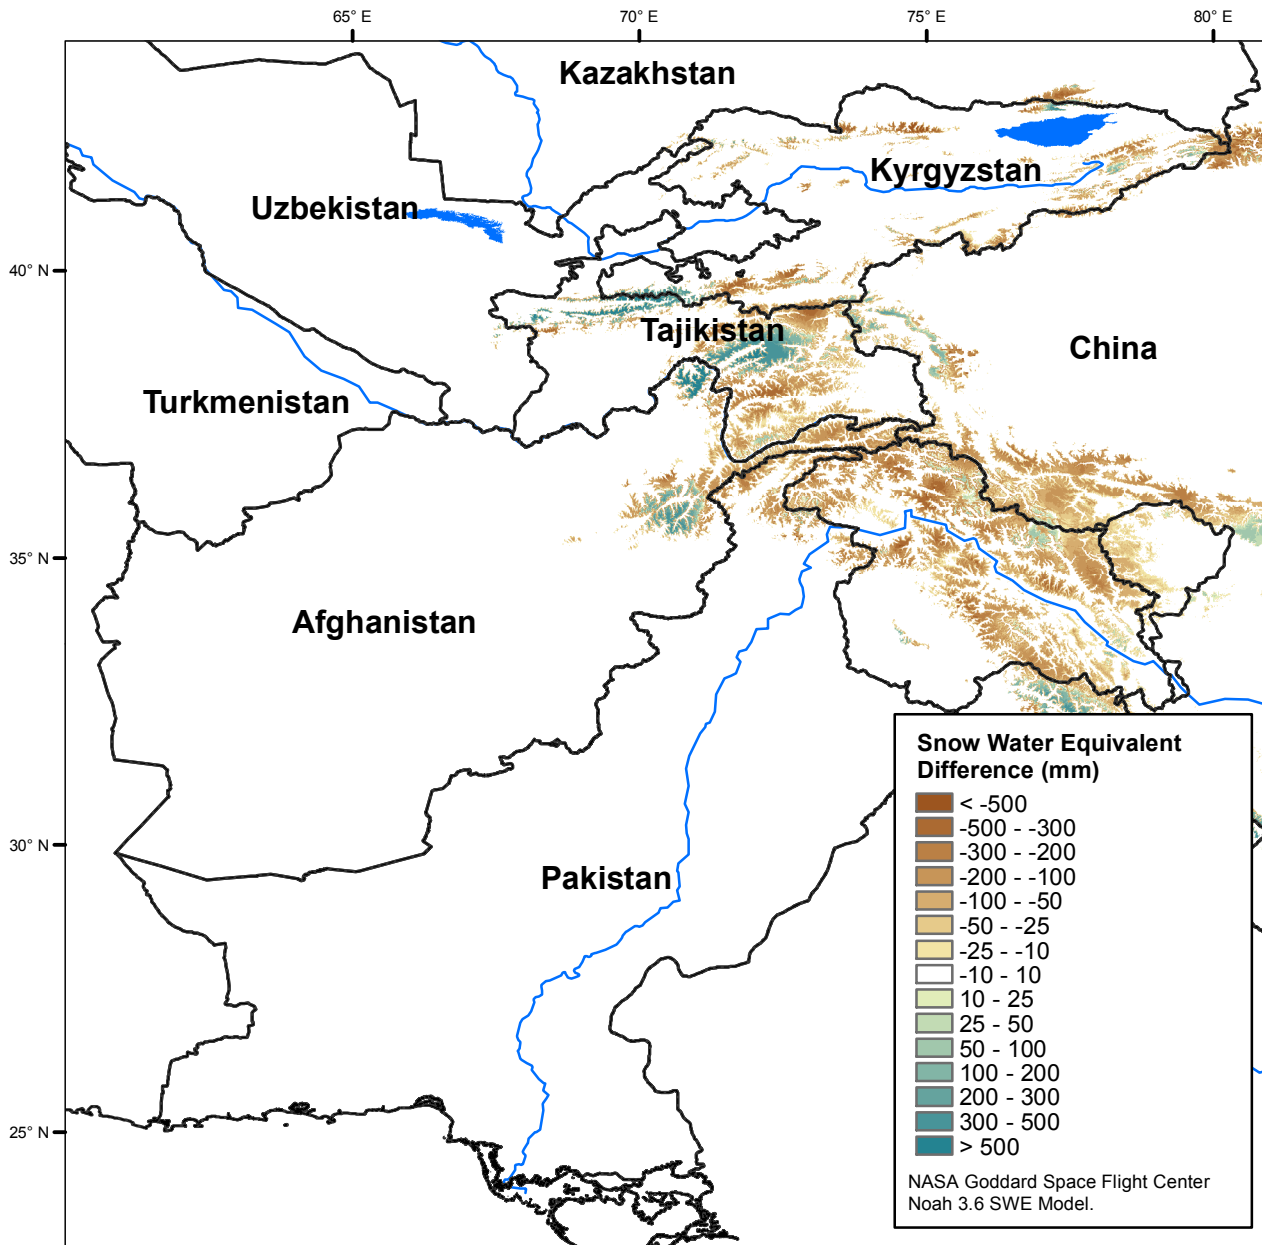 65° E
70° E
75° E
80° E
Kazakhstan
Kyrgyzstan
Uzbekistan
40° N
Tajikistan
China
Turkmenistan
35° N
Afghanistan
30° N
Pakistan
25° N
Snow Water Equivalent
Difference (mm)
< -500
-500 - -300
-300 - -200
-200 - -100
-100 - -50
-50 - -25
-25 - -10
-10 - 10
10 - 25
25 - 50
50 - 100
100 - 200
200 - 300
300 - 500
> 500
NASA Goddard Space Flight Center
Noah 3.6 SWE Model.